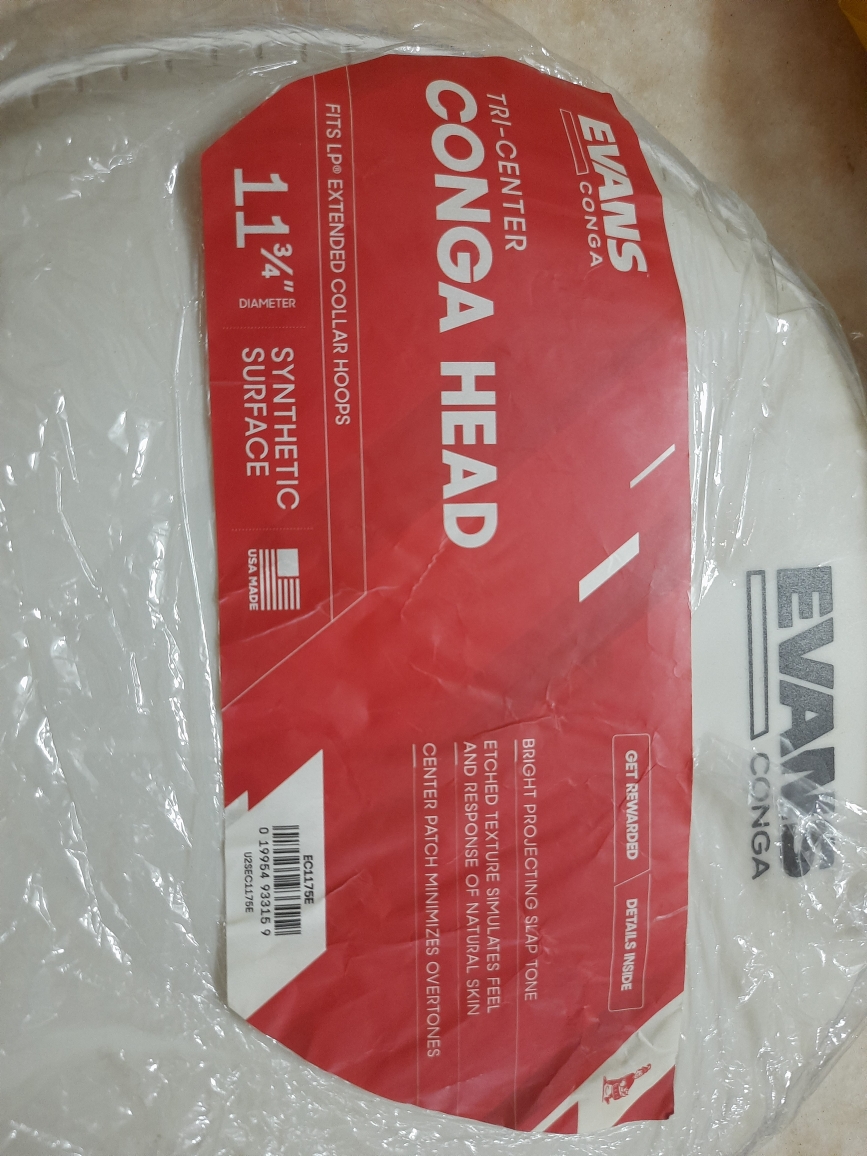 EVANS
CONGA
TRI-CENTER
CONGA HEAD
FITS LP® EXTENDED COLLAR HOOPS
11 3/4"
DIAMETER
SYNTHETIC
SURFACE
USA MADE
GET REWARDED
DETAILS INSIDE
BRIGHT PROJECTING SLAP TONE
ETCHED TEXTURE SIMULATES FEEL
AND RESPONSE OF NATURAL SKIN
CENTER PATCH MINIMIZES OVERTONES
EC1175E
0 19954 93315 9
U2SEC1175E
EVANS
CONGA